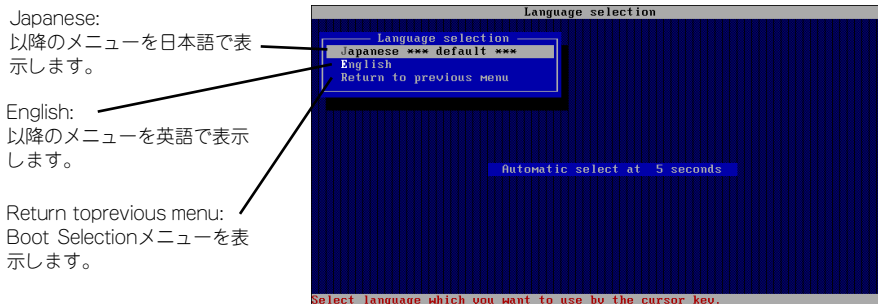 Japanese:
以降のメニューを日本語で表
示します。
English:
以降のメニューを英語で表示
します。
Return toprevious menu:
Boot Selectionメニューを表
示します。
Language selection
Language selection
Japanese *** default ***
English
Return to previous menu
Automatic select at 5 seconds
Select language which you want to use by the cursor key.